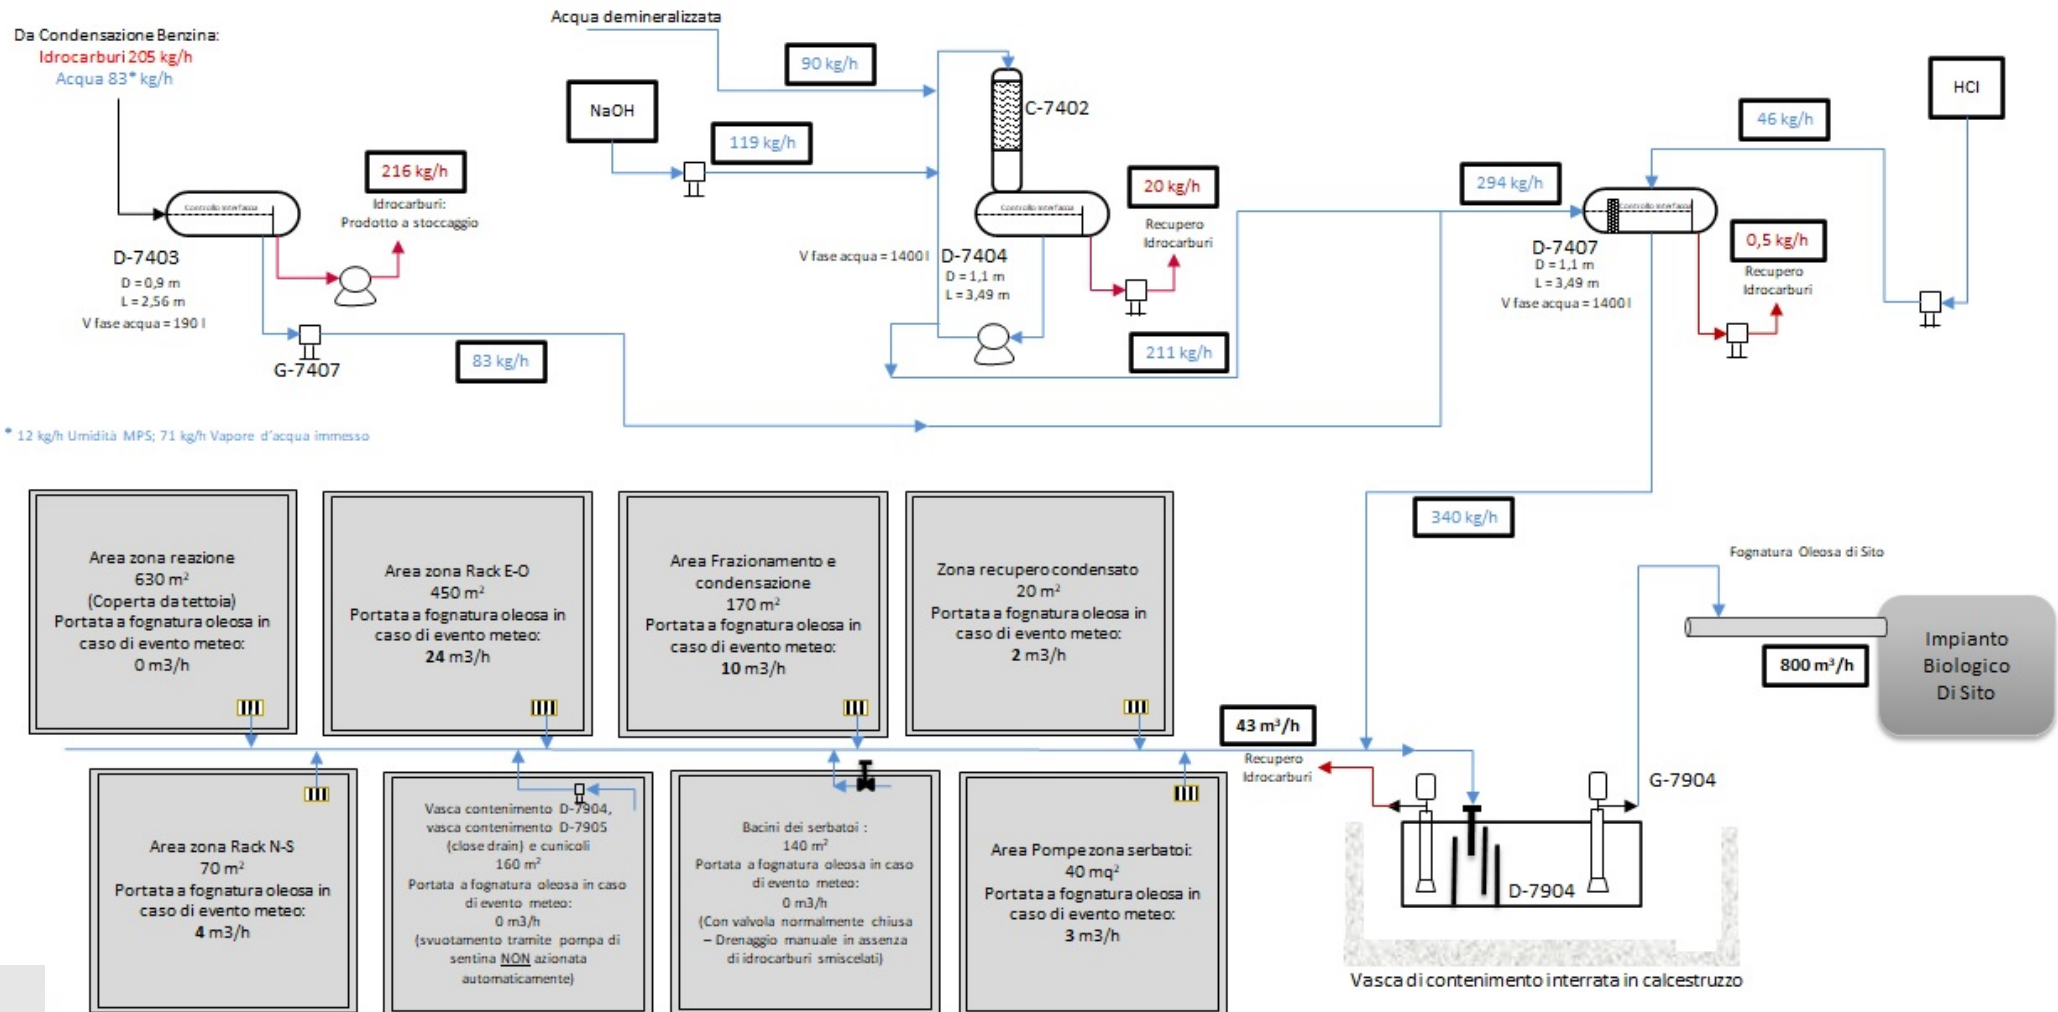 Da Condensazione Benzina:
Idrocarburi 205 kg/h
Acqua 83* kg/h
Acqua demineralizzata
90 kg/h
NaOH
119 kg/h
C-7402
HCl
46 kg/h
216 kg/h
Idrocarburi:
Prodotto a stoccaggio
Controllo Interfaccia
D-7403
D = 0,9 m
L = 2,56 m
V fase acqua = 190 l
G-7407
83 kg/h
Controllo Interfaccia
V fase acqua = 1400 l
D-7404
D = 1,1 m
L = 3,49 m
20 kg/h
Recupero
Idrocarburi
211 kg/h
294 kg/h
Controllo Interfaccia
D-7407
D = 1,1 m
L = 3,49 m
V fase acqua = 1400 l
0,5 kg/h
Recupero
Idrocarburi
* 12 kg/h Umidità MPS; 71 kg/h Vapore d'acqua immesso
340 kg/h
Area zona reazione
630 m²
(Coperta da tettoia)
Portata a fognatura oleosa in
caso di evento meteo:
0 m3/h
Area zona Rack E-O
450 m²
Portata a fognatura oleosa in
caso di evento meteo:
24 m3/h
Area Frazionamento e
condensazione
170 m²
Portata a fognatura oleosa in
caso di evento meteo:
10 m3/h
Zona recupero condensato
20 m²
Portata a fognatura oleosa in
caso di evento meteo:
2 m3/h
Fognatura Oleosa di Sito
800 m³/h
Impianto
Biologico
Di Sito
43 m³/h
Recupero
Idrocarburi
G-7904
D-7904
Vasca di contenimento interrata in calcestruzzo
Area zona Rack N-S
70 m²
Portata a fognatura oleosa in
caso di evento meteo:
4 m3/h
Vasca contenimento D-7904,
vasca contenimento D-7905
(close drain) e cunicoli
160 m²
Portata a fognatura oleosa in caso
di evento meteo:
0 m3/h
(svuotamento tramite pompa di
sentina NON azionata
automaticamente)
Bacini dei serbatoi :
140 m²
Portata a fognatura oleosa in caso
di evento meteo:
0 m3/h
(Con valvola normalmente chiusa
– Drenaggio manuale in assenza
di idrocarburi smiscelati)
Area Pompe zona serbatoi:
40 mq²
Portata a fognatura oleosa in
caso di evento meteo:
3 m3/h